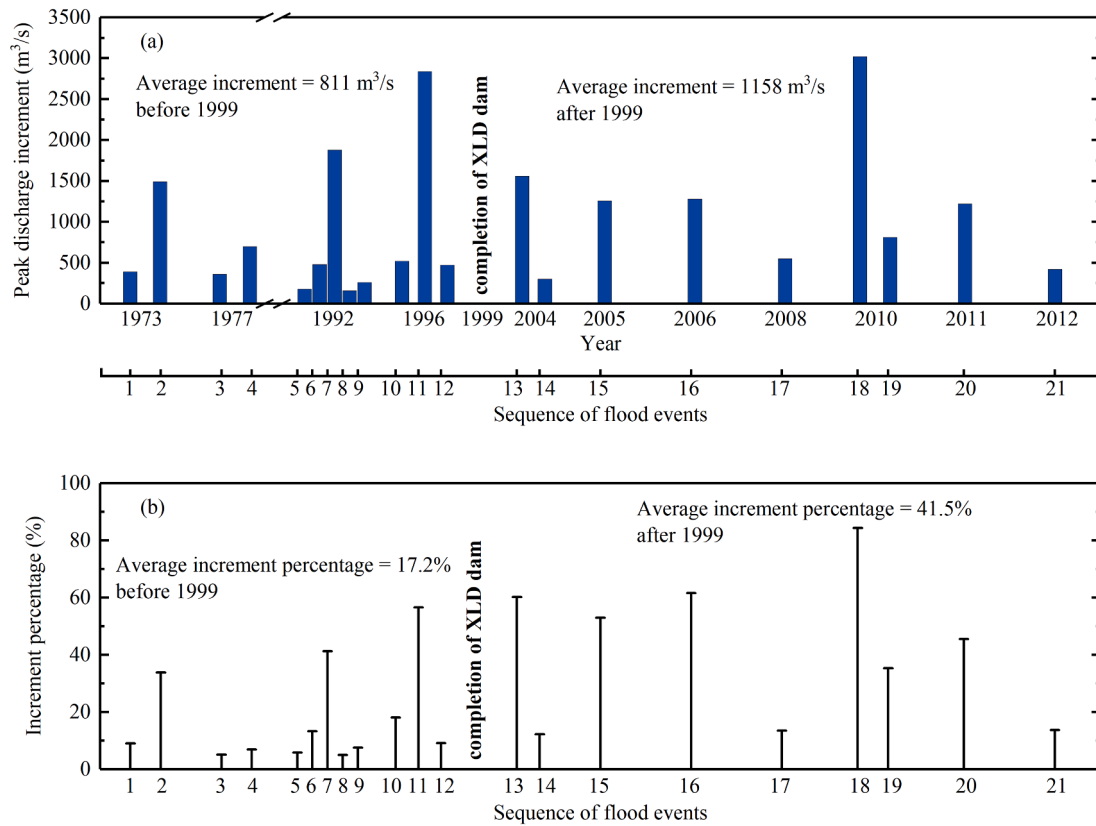 3500
3000
2500
2000
1500
1000
500
0
Peak discharge increment (m³/s)
(a)
Average increment = 811 m³/s
before 1999
completion of XLD dam
Average increment = 1158 m³/s
after 1999
1973 1977 1992 1996 1999 2004 2005 2006 2008 2010 2011 2012
Year
1 2 3 4 5 6 7 8 9 10 11 12 13 14 15 16 17 18 19 20 21
Sequence of flood events
100
80
60
40
20
0
Increment percentage (%)
(b)
Average increment percentage = 17.2%
before 1999
completion of XLD dam
Average increment percentage = 41.5%
after 1999
1 2 3 4 5 6 7 8 9 10 11 12 13 14 15 16 17 18 19 20 21
Sequence of flood events